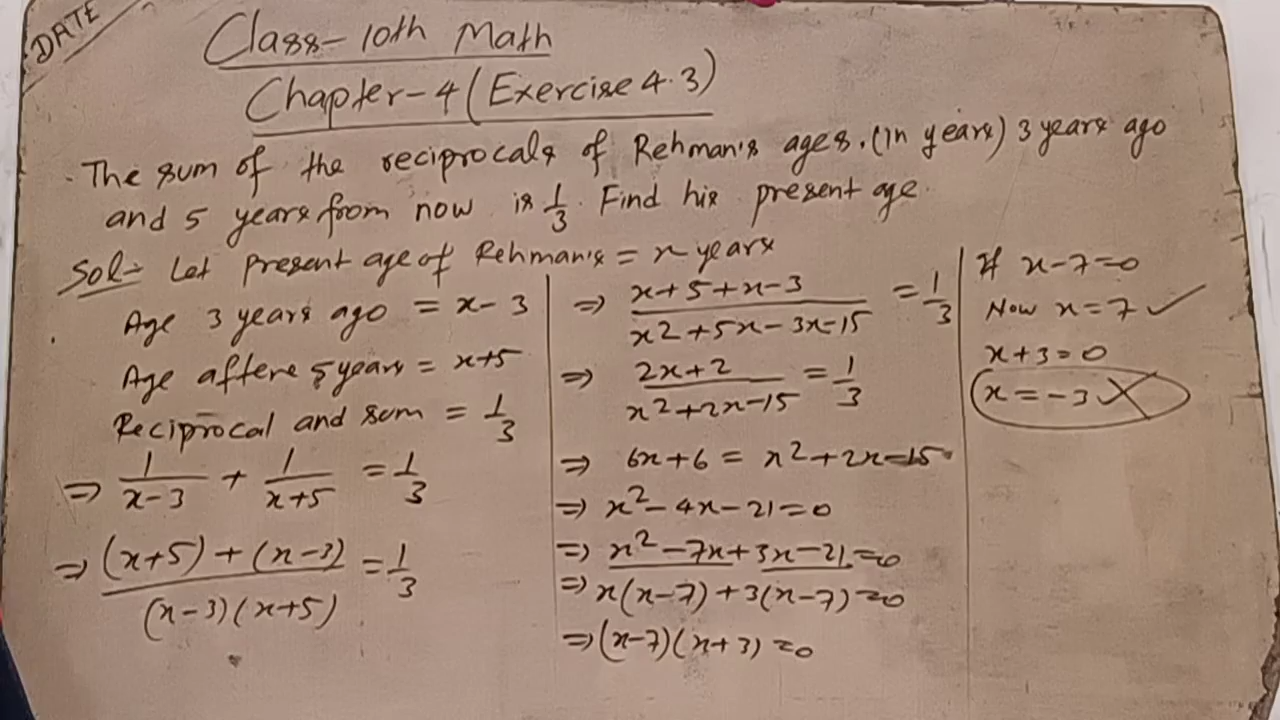 DATE
Class-10th Math
Chapter-4 (Exercise 4.3)
The sum of the reciprocals of Rehman's ages. (in years) 3 years ago
and 5 years from now is 1/3. Find his present age.
Sol:- Let present age of Rehman's = x years
Age 3 years ago = x-3
Age aftere 5 years = x+5
Reciprocal and sum = 1/3
⇒ 1/(x-3) + 1/(x+5) = 1/3
⇒ ((x+5)+(x-3))/((x-3)(x+5)) = 1/3
⇒ (x+5+x-3)/(x2+5x-3x-15) = 1/3
⇒ (2x+2)/(x2+2x-15) = 1/3
⇒ 6x+6 = x2+2x-15
⇒ x2-4x-21=0
⇒ x2-7x+3x-21=0
⇒ x(x-7)+3(x-7)=0
⇒ (x-7)(x+3)=0
If x-7=0
Now x=7 ✓
x+3=0
x=-3 ✗